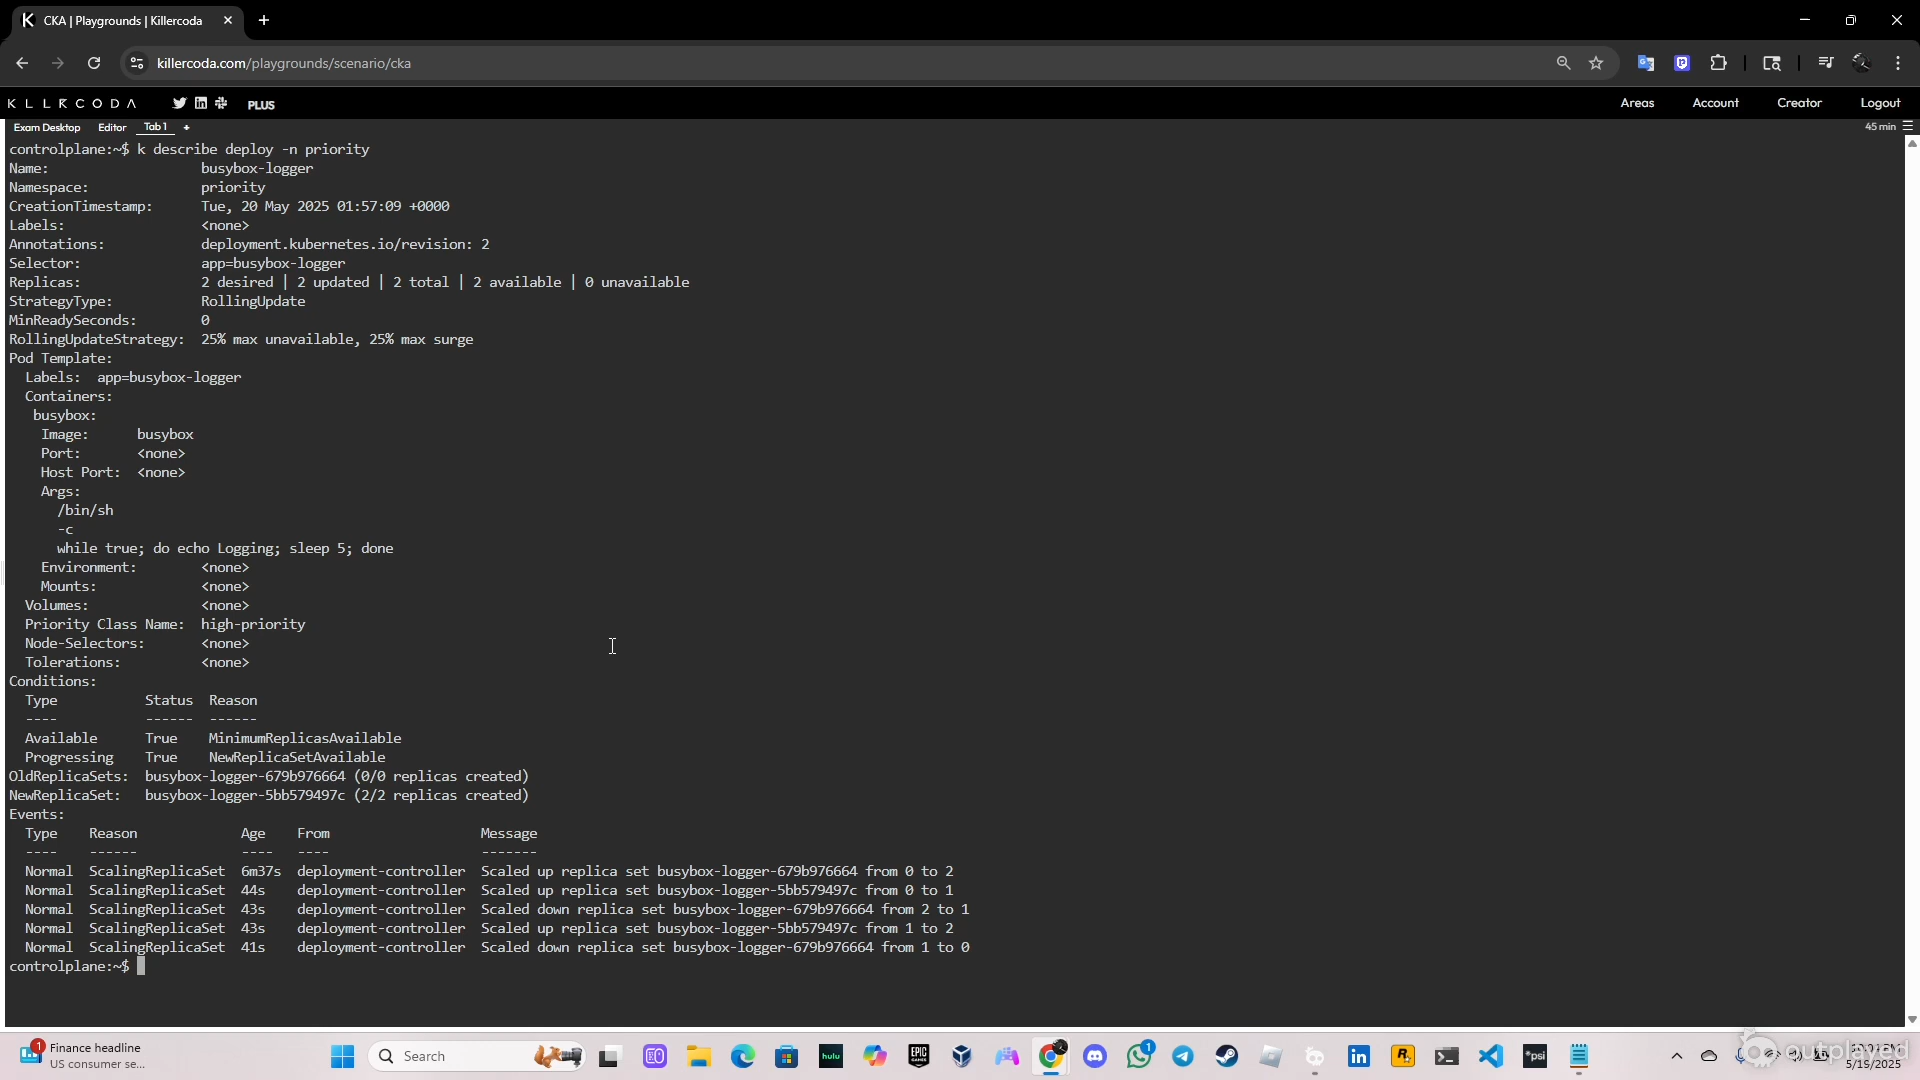 CKA | Playgrounds | Killercoda
killercoda.com/playgrounds/scenario/cka
KLLRCODA PLUS Areas Account Creator Logout
Exam Desktop Editor Tab 1 + 45 min
controlplane:~$ k describe deploy -n priority
Name: busybox-logger
Namespace: priority
CreationTimestamp: Tue, 20 May 2025 01:57:09 +0000
Labels: <none>
Annotations: deployment.kubernetes.io/revision: 2
Selector: app=busybox-logger
Replicas: 2 desired | 2 updated | 2 total | 2 available | 0 unavailable
StrategyType: RollingUpdate
MinReadySeconds: 0
RollingUpdateStrategy: 25% max unavailable, 25% max surge
Pod Template:
Labels: app=busybox-logger
Containers:
busybox:
Image: busybox
Port: <none>
Host Port: <none>
Args:
/bin/sh
-c
while true; do echo Logging; sleep 5; done
Environment: <none>
Mounts: <none>
Volumes: <none>
Priority Class Name: high-priority
Node-Selectors: <none>
Tolerations: <none>
Conditions:
Type Status Reason
---- ------ ------
Available True MinimumReplicasAvailable
Progressing True NewReplicaSetAvailable
OldReplicaSets: busybox-logger-679b976664 (0/0 replicas created)
NewReplicaSet: busybox-logger-5bb579497c (2/2 replicas created)
Events:
Type Reason Age From Message
---- ------ ---- ---- -------
Normal ScalingReplicaSet 6m37s deployment-controller Scaled up replica set busybox-logger-679b976664 from 0 to 2
Normal ScalingReplicaSet 44s deployment-controller Scaled up replica set busybox-logger-5bb579497c from 0 to 1
Normal ScalingReplicaSet 43s deployment-controller Scaled down replica set busybox-logger-679b976664 from 2 to 1
Normal ScalingReplicaSet 43s deployment-controller Scaled up replica set busybox-logger-5bb579497c from 1 to 2
Normal ScalingReplicaSet 41s deployment-controller Scaled down replica set busybox-logger-679b976664 from 1 to 0
controlplane:~$
1 Finance headline
US consumer se...
Search
hulu
EPIC GAMES
1
*psi
outplayed
5/19/2025